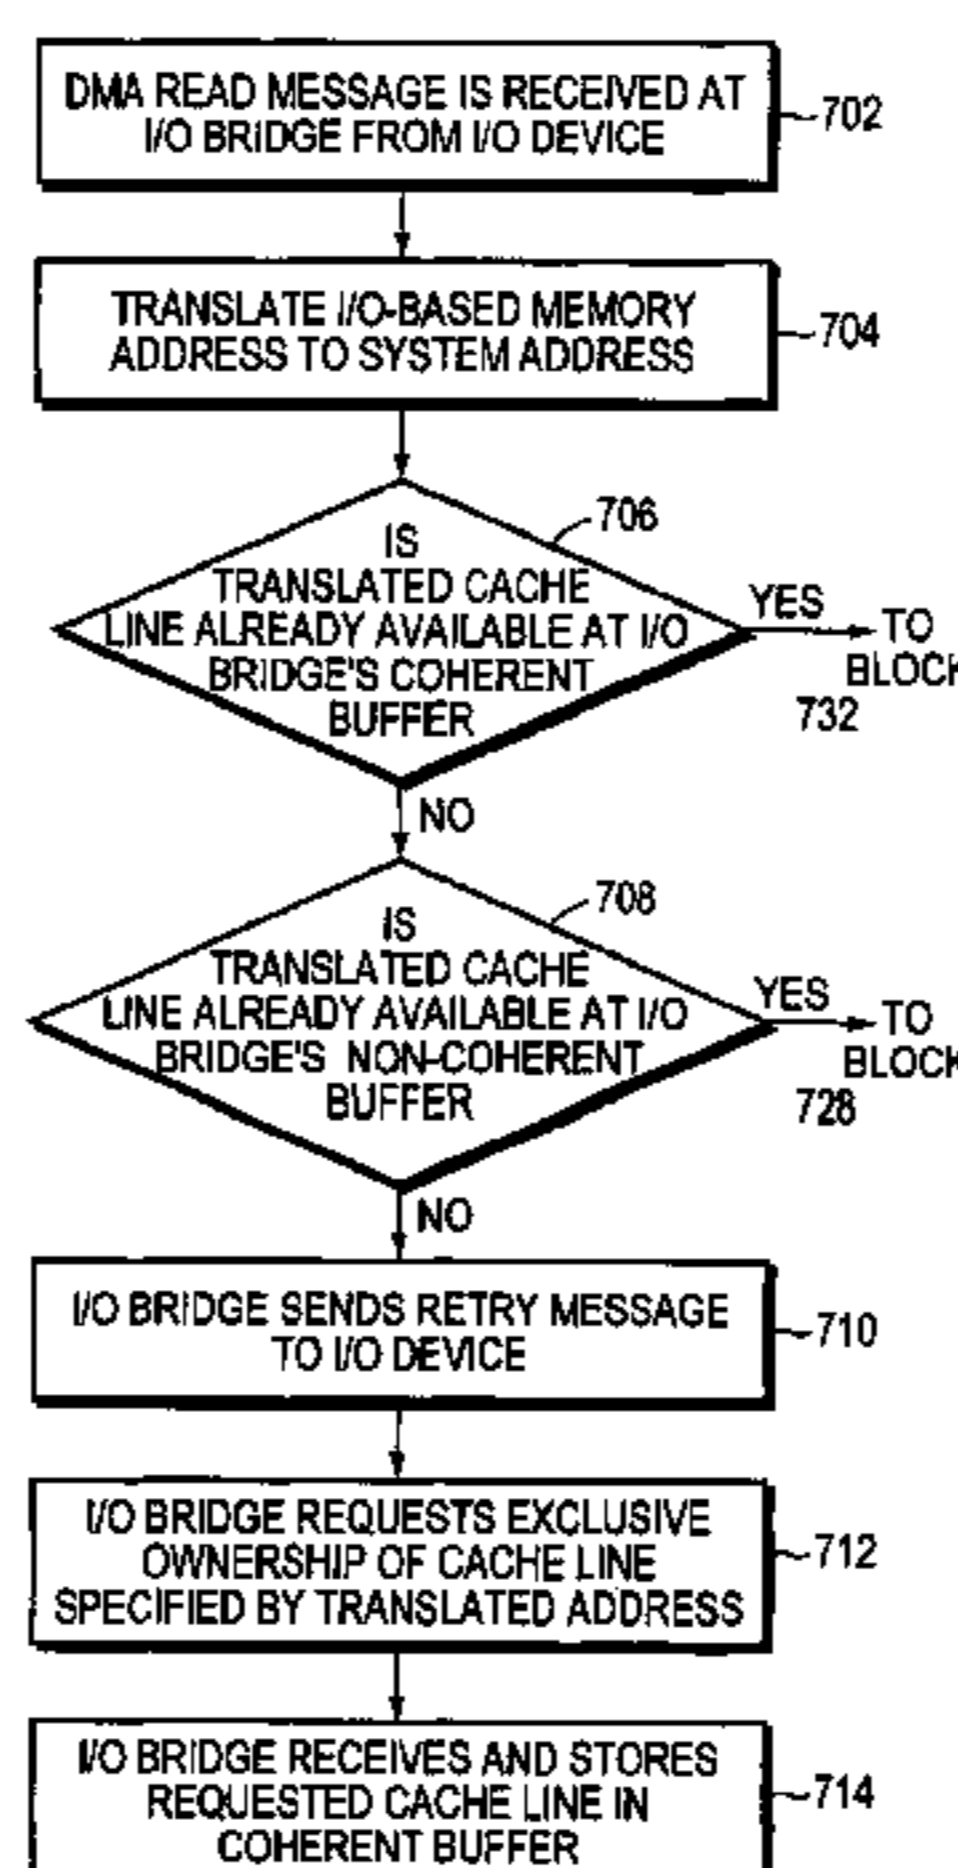 DMA READ MESSAGE IS RECEIVED AT
I/O BRIDGE FROM I/O DEVICE
702
TRANSLATE I/O-BASED MEMORY
ADDRESS TO SYSTEM ADDRESS
704
706
IS
TRANSLATED CACHE
LINE ALREADY AVAILABLE AT I/O
BRIDGE'S COHERENT
BUFFER
YES
TO
BLOCK
732
NO
708
IS
TRANSLATED CACHE
LINE ALREADY AVAILABLE AT I/O
BRIDGE'S NON-COHERENT
BUFFER
YES
TO
BLOCK
728
NO
I/O BRIDGE SENDS RETRY MESSAGE
TO I/O DEVICE
710
I/O BRIDGE REQUESTS EXCLUSIVE
OWNERSHIP OF CACHE LINE
SPECIFIED BY TRANSLATED ADDRESS
712
I/O BRIDGE RECEIVES AND STORES
REQUESTED CACHE LINE IN
COHERENT BUFFER
714